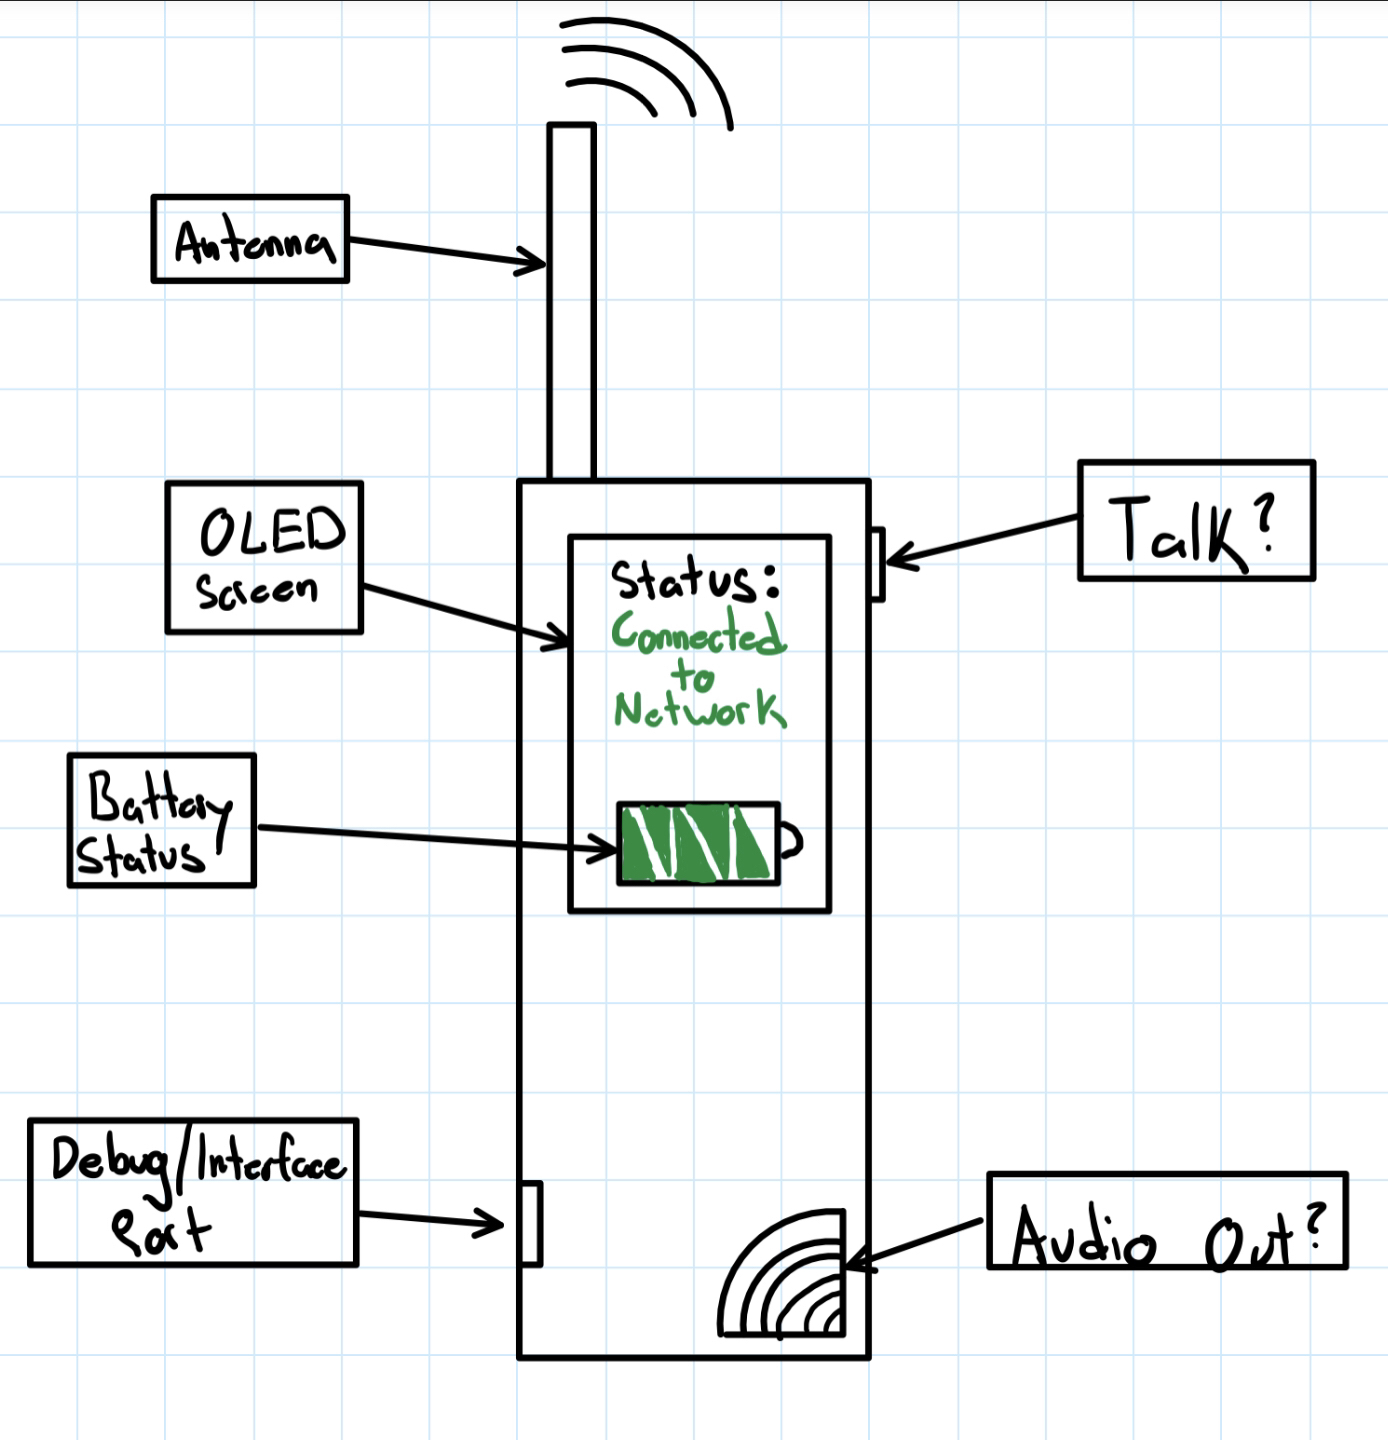 Antenna
OLED
Screen
Talk?
Status:
Connected
to
Network
Battery
Status
Debug/Interface
Port
Audio Out?